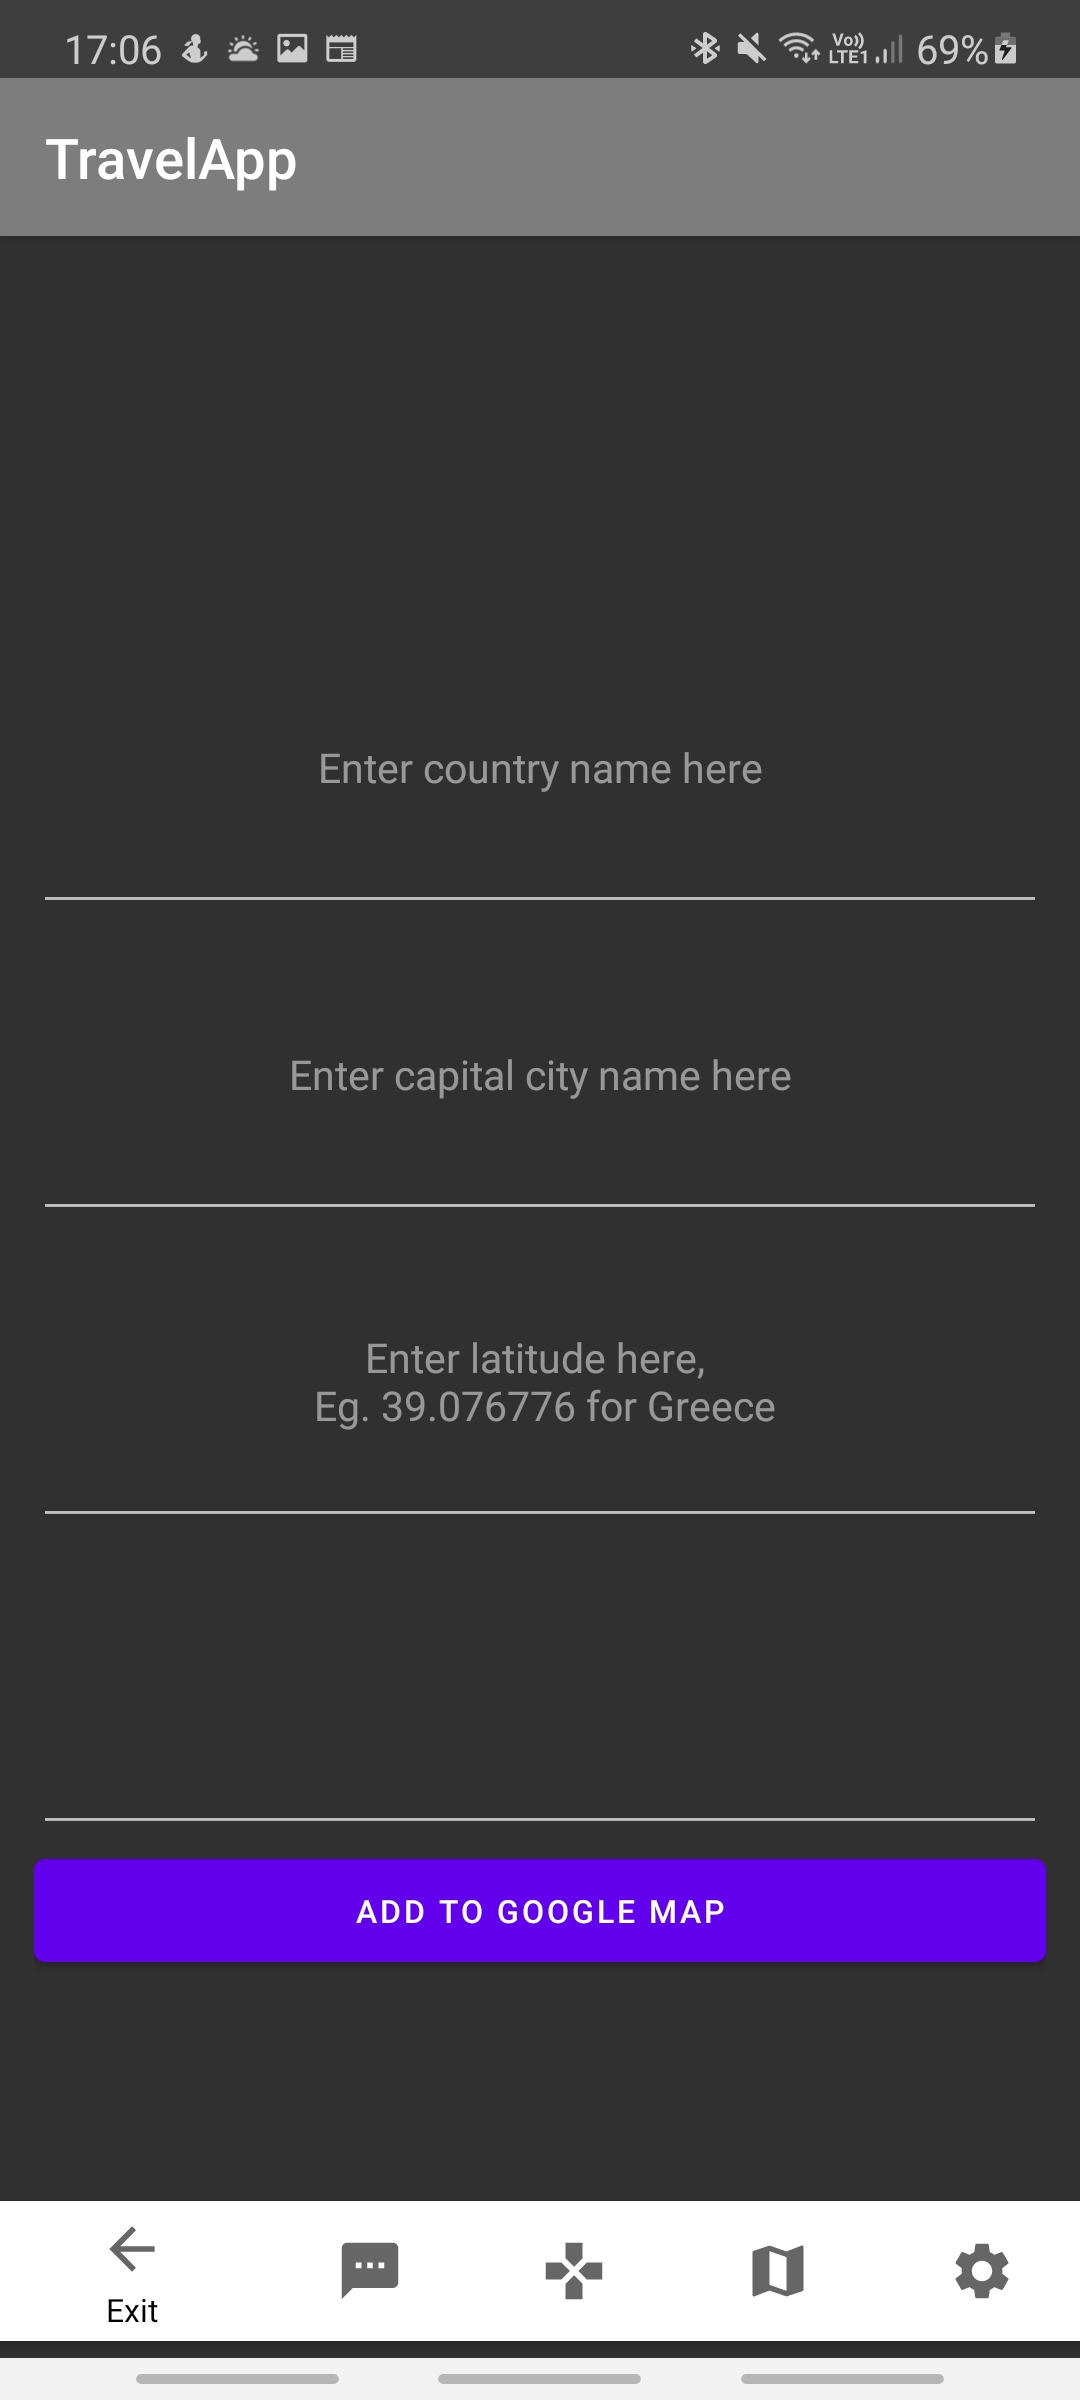 17:06
Vo))
LTE1
69%
TravelApp
Enter country name here
Enter capital city name here
Enter latitude here,
Eg. 39.076776 for Greece
ADD TO GOOGLE MAP
Exit